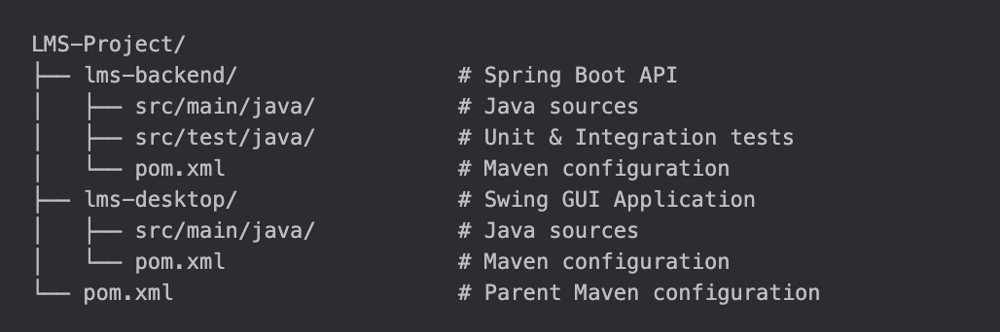 LMS-Project/
├── lms-backend/                 # Spring Boot API
│   ├── src/main/java/           # Java sources
│   ├── src/test/java/           # Unit & Integration tests
│   └── pom.xml                  # Maven configuration
├── lms-desktop/                 # Swing GUI Application
│   ├── src/main/java/           # Java sources
│   └── pom.xml                  # Maven configuration
└── pom.xml                      # Parent Maven configuration